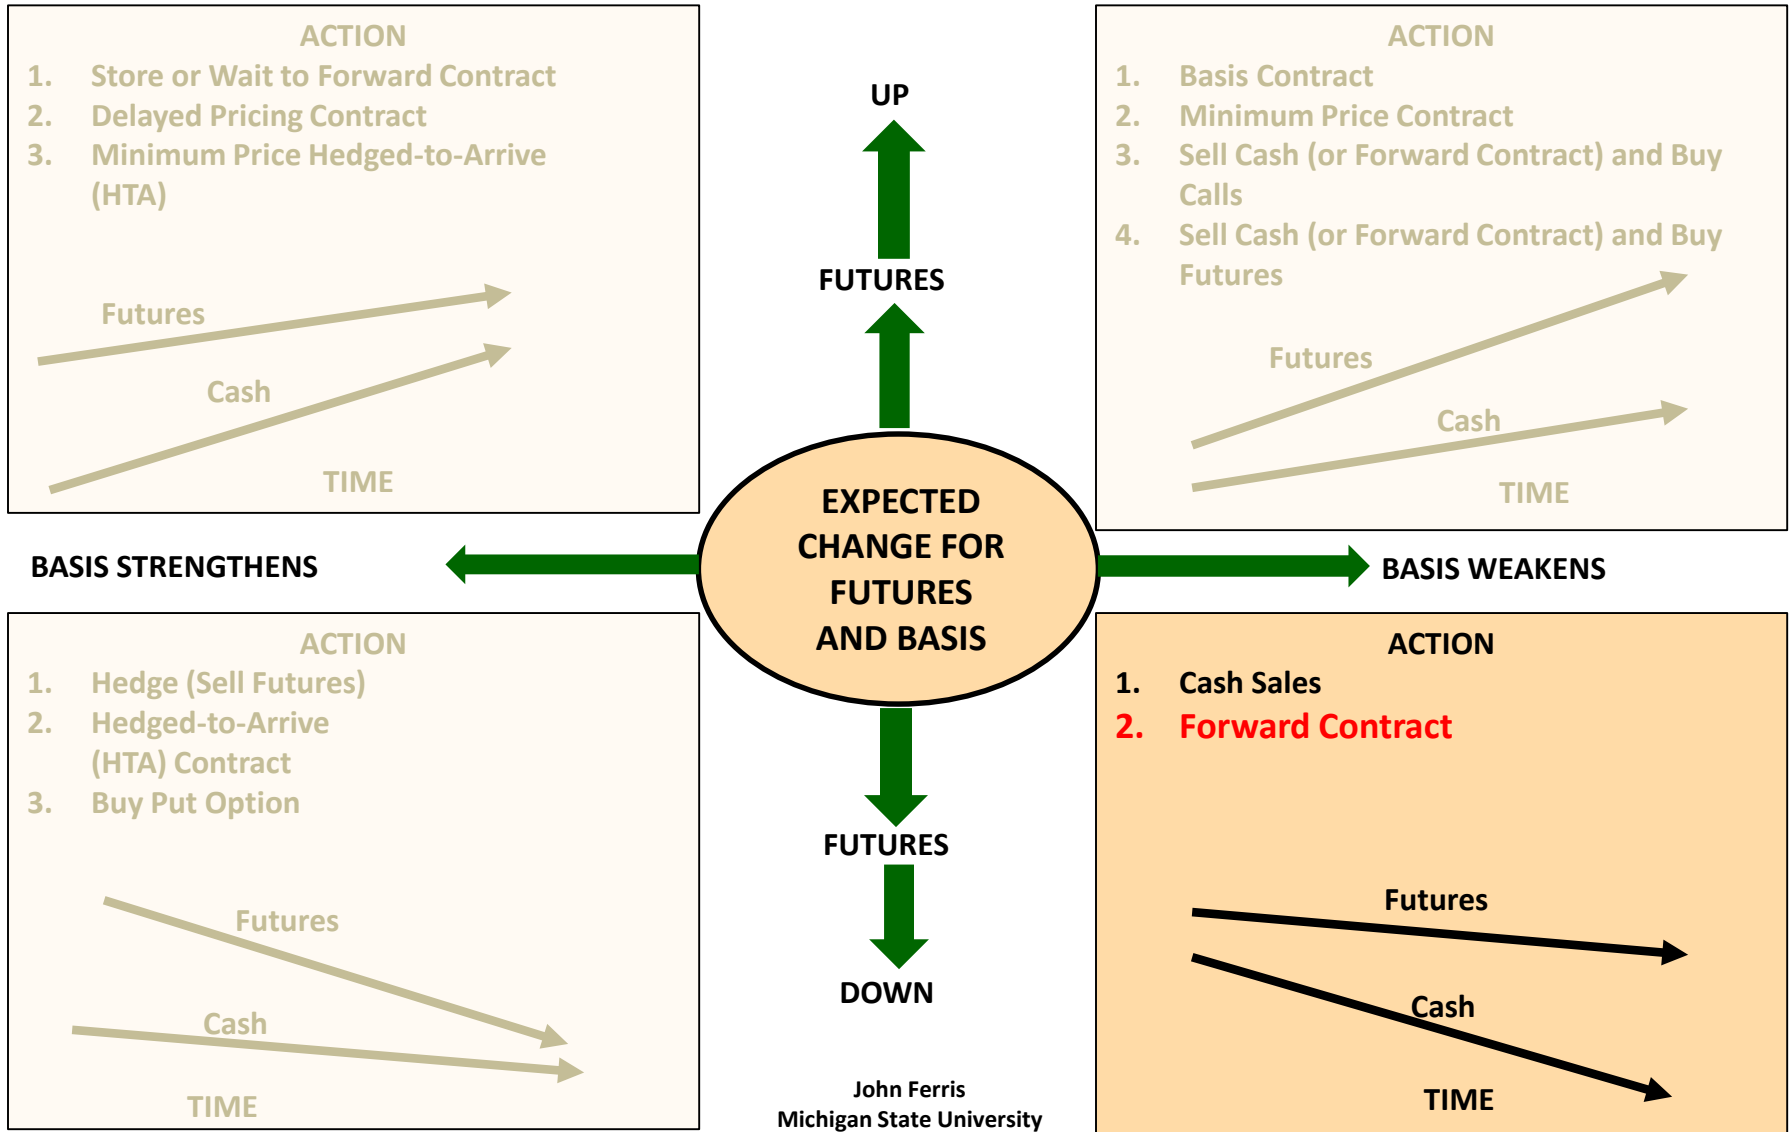 ACTION
1. Store or Wait to Forward Contract
2. Delayed Pricing Contract
3. Minimum Price Hedged-to-Arrive
(HTA)
Futures
Cash
TIME
UP
FUTURES
ACTION
1. Basis Contract
2. Minimum Price Contract
3. Sell Cash (or Forward Contract) and Buy
Calls
4. Sell Cash (or Forward Contract) and Buy
Futures
Futures
Cash
TIME
BASIS STRENGTHENS
EXPECTED
CHANGE FOR
FUTURES
AND BASIS
BASIS WEAKENS
ACTION
1. Hedge (Sell Futures)
2. Hedged-to-Arrive
(HTA) Contract
3. Buy Put Option
Futures
Cash
TIME
FUTURES
DOWN
John Ferris
Michigan State University
ACTION
1. Cash Sales
2. Forward Contract
Futures
Cash
TIME